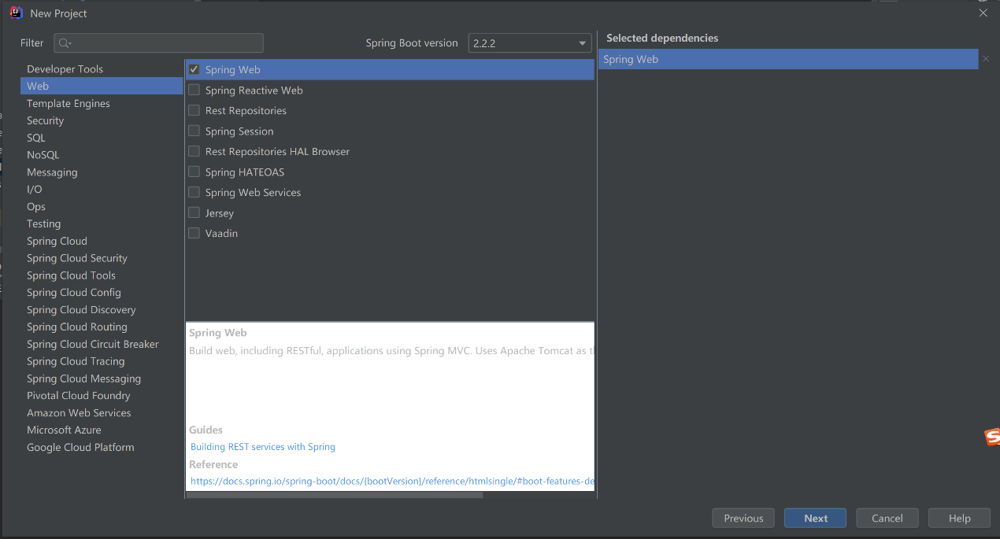 New Project
Filter
Spring Boot version 2.2.2
Developer Tools
Web
Template Engines
Security
SQL
NoSQL
Messaging
I/O
Ops
Testing
Spring Cloud
Spring Cloud Security
Spring Cloud Tools
Spring Cloud Config
Spring Cloud Discovery
Spring Cloud Routing
Spring Cloud Circuit Breaker
Spring Cloud Tracing
Spring Cloud Messaging
Pivotal Cloud Foundry
Amazon Web Services
Microsoft Azure
Google Cloud Platform
Spring Web
Spring Reactive Web
Rest Repositories
Spring Session
Rest Repositories HAL Browser
Spring HATEOAS
Spring Web Services
Jersey
Vaadin
Spring Web
Build web, including RESTful, applications using Spring MVC. Uses Apache Tomcat as
Guides
Building REST services with Spring
Reference
https://docs.spring.io/spring-boot/docs/{bootVersion}/reference/htmlsingle/#boot-features-de
Selected dependencies
Spring Web
Previous
Next
Cancel
Help